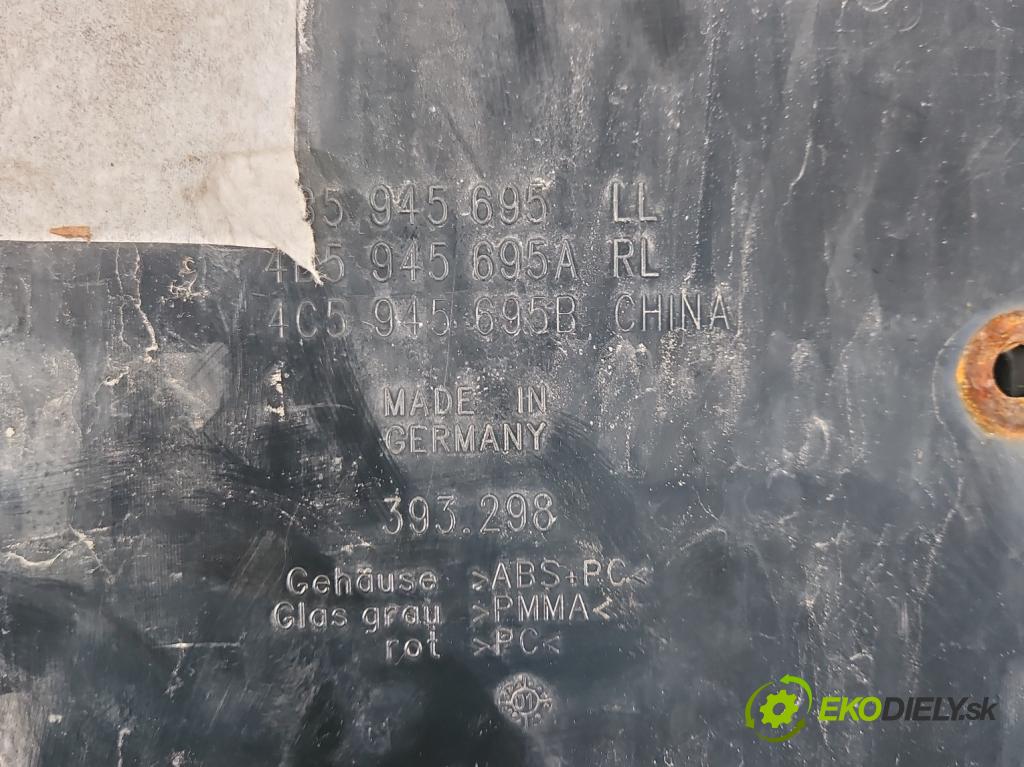 B5 945 695 LL
4B5 945 695A RL
4C5 945 695B CHINA
MADE IN
GERMANY
393.298
Gehäuse >ABS+PC<
Glas grau >PMMA<
rot >PC<
EKODIELY.sk